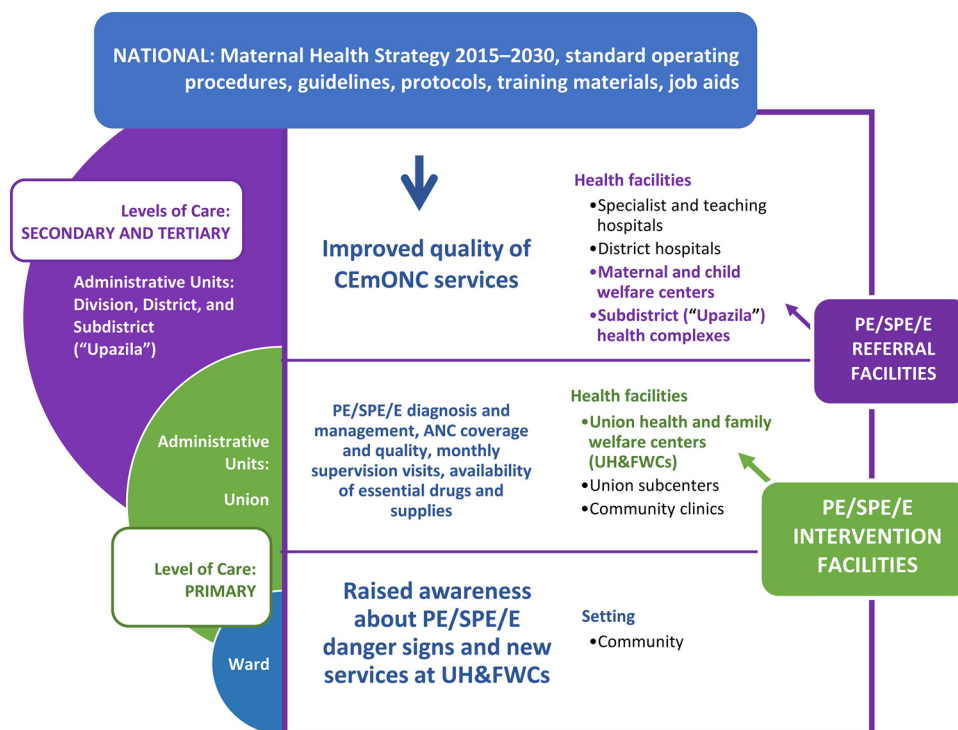 NATIONAL: Maternal Health Strategy 2015–2030, standard operating
procedures, guidelines, protocols, training materials, job aids
Levels of Care:
SECONDARY AND TERTIARY
Administrative Units:
Division, District, and
Subdistrict
(“Upazila”)
Improved quality of
CEmONC services
Health facilities
•Specialist and teaching
hospitals
•District hospitals
•Maternal and child
welfare centers
•Subdistrict (“Upazila”)
health complexes
PE/SPE/E
REFERRAL
FACILITIES
Administrative
Units:
Union
PE/SPE/E diagnosis and
management, ANC coverage
and quality, monthly
supervision visits, availability
of essential drugs and
supplies
Health facilities
•Union health and family
welfare centers
(UH&FWCs)
•Union subcenters
•Community clinics
PE/SPE/E
INTERVENTION
FACILITIES
Level of Care:
PRIMARY
Ward
Raised awareness
about PE/SPE/E
danger signs and new
services at UH&FWCs
Setting
•Community